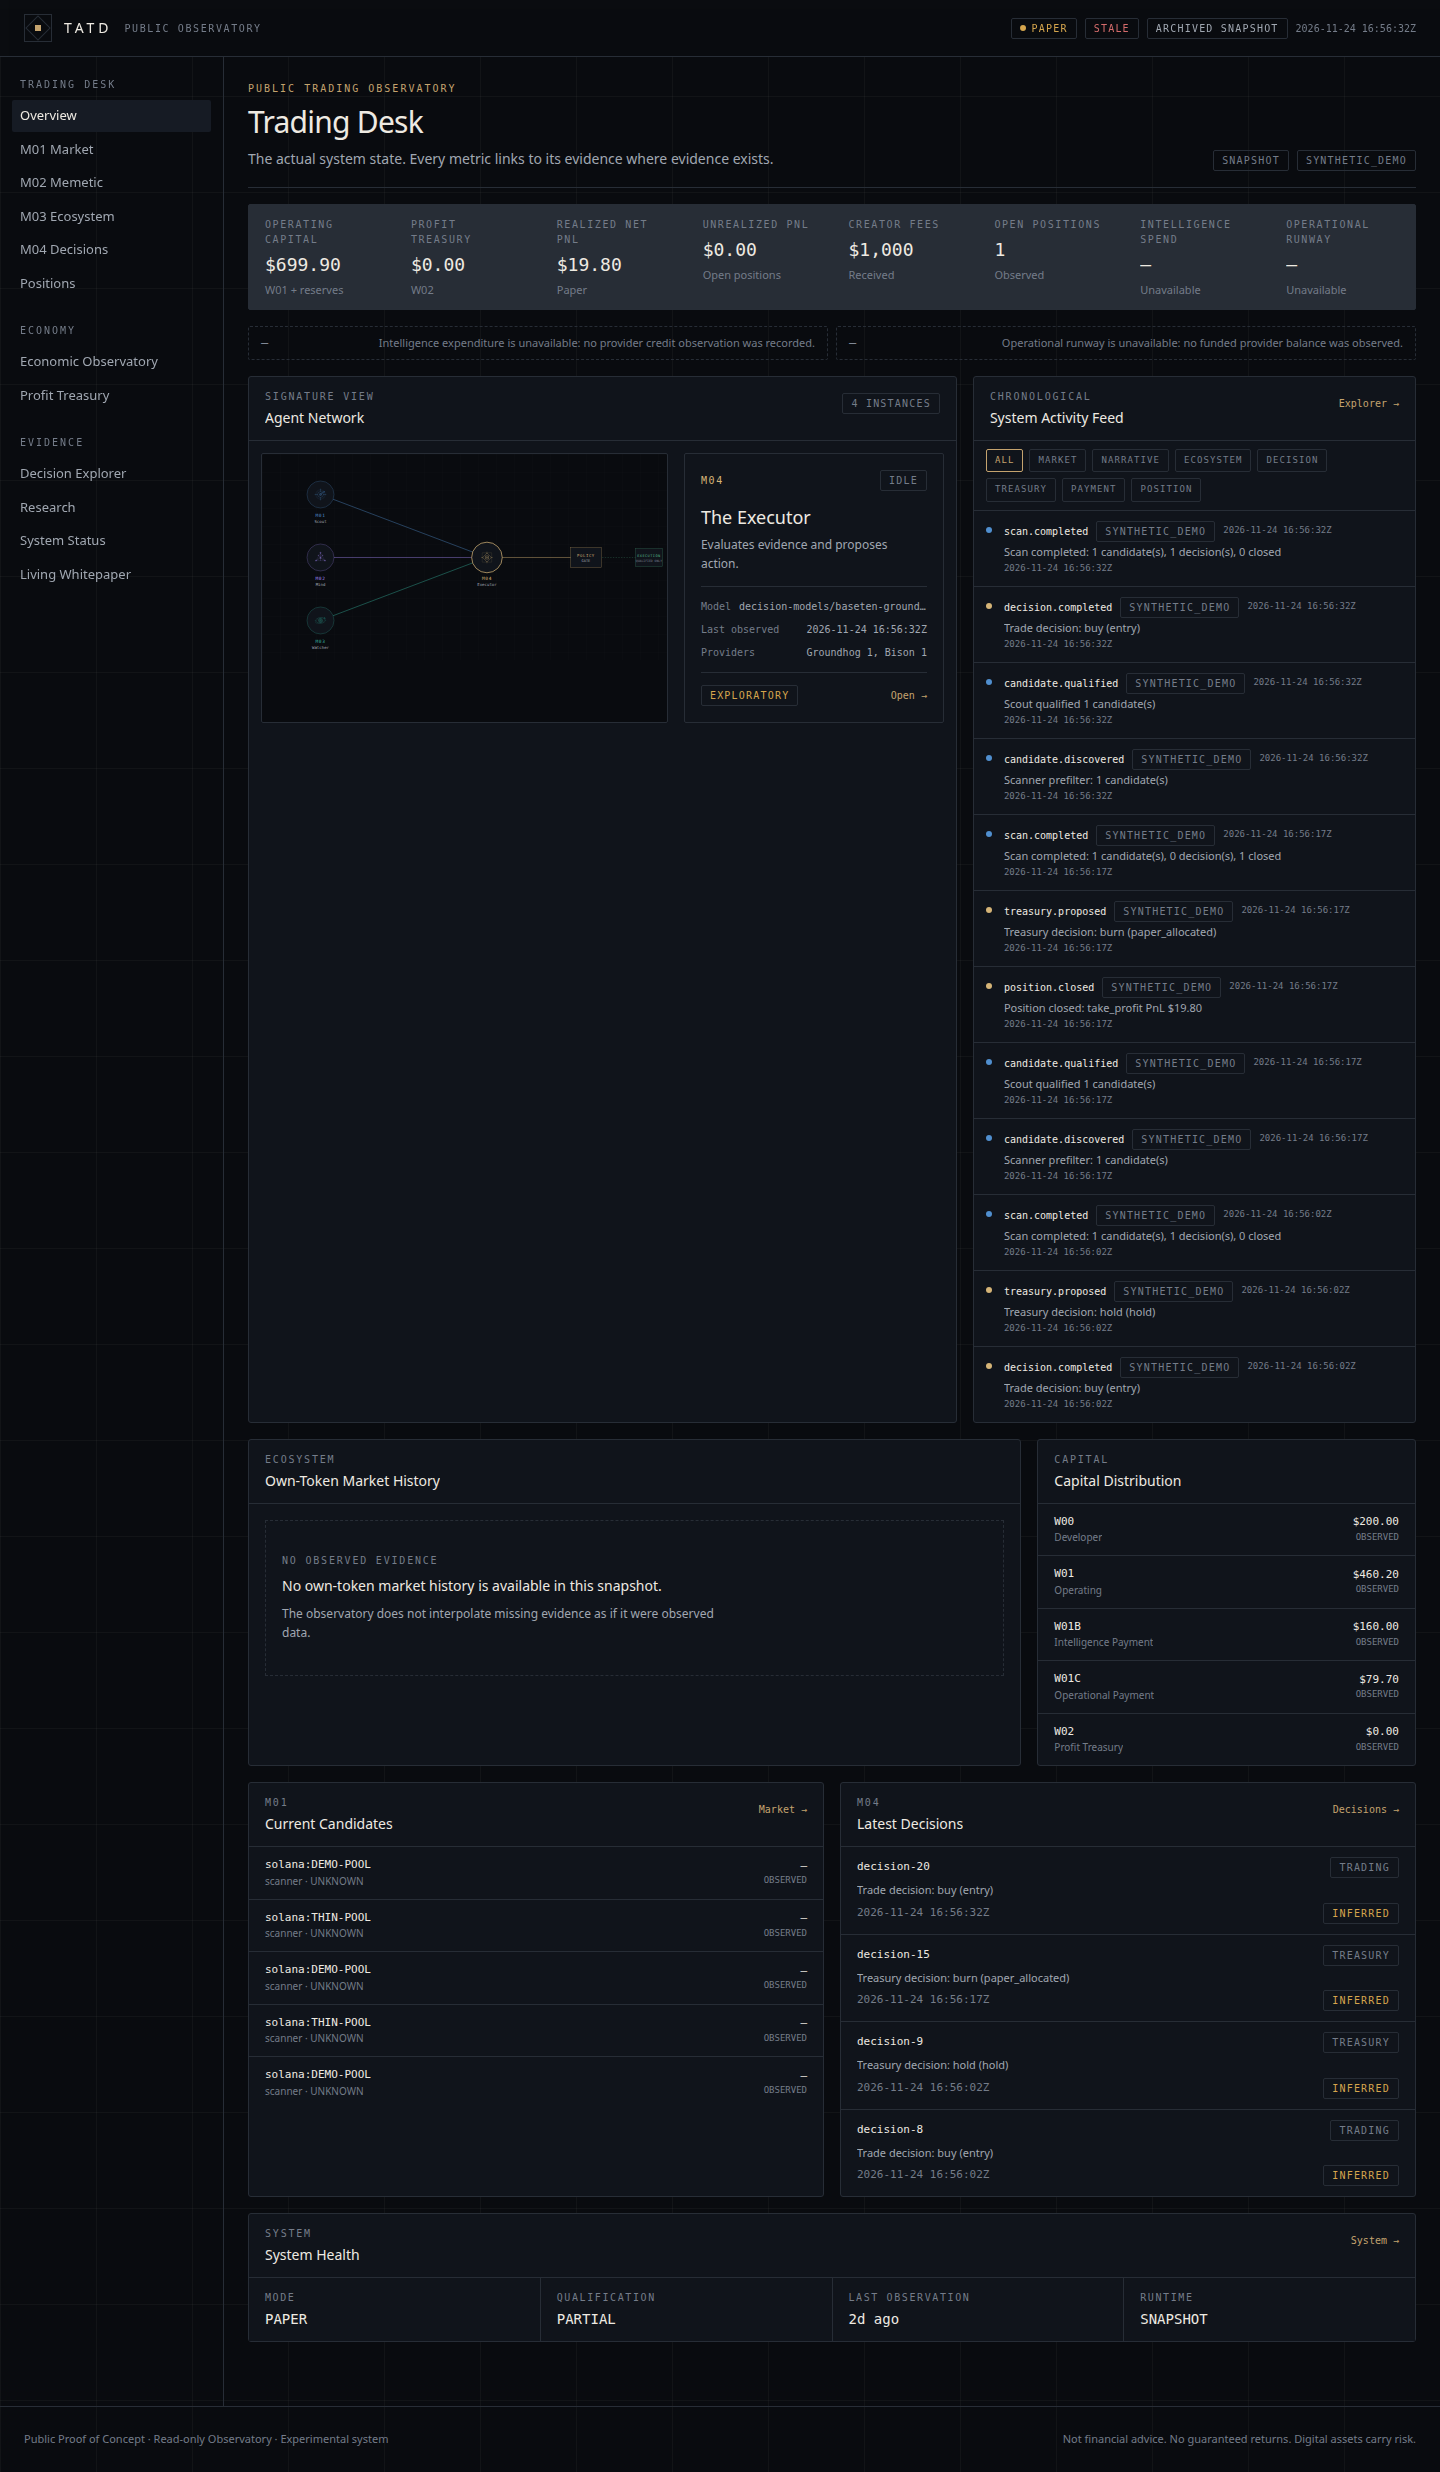 TATD PUBLIC OBSERVATORY
PAPER STALE ARCHIVED SNAPSHOT 2026-11-24 16:56:32Z
TRADING DESK
Overview
M01 Market
M02 Memetic
M03 Ecosystem
M04 Decisions
Positions
ECONOMY
Economic Observatory
Profit Treasury
EVIDENCE
Decision Explorer
Research
System Status
Living Whitepaper
PUBLIC TRADING OBSERVATORY
Trading Desk
The actual system state. Every metric links to its evidence where evidence exists.
SNAPSHOT SYNTHETIC_DEMO
OPERATING CAPITAL
$699.90
W01 + reserves
PROFIT TREASURY
$0.00
W02
REALIZED NET PNL
$19.80
Paper
UNREALIZED PNL
$0.00
Open positions
CREATOR FEES
$1,000
Received
OPEN POSITIONS
1
Observed
INTELLIGENCE SPEND
—
Unavailable
OPERATIONAL RUNWAY
—
Unavailable
— Intelligence expenditure is unavailable: no provider credit observation was recorded.
— Operational runway is unavailable: no funded provider balance was observed.
SIGNATURE VIEW
Agent Network
4 INSTANCES
M01
Scout
M02
Mind
M03
Watcher
M04
Executor
POLICY
GATE
EXECUTION
M04
IDLE
The Executor
Evaluates evidence and proposes
action.
Model decision-models/baseten-ground…
Last observed 2026-11-24 16:56:32Z
Providers Groundhog 1, Bison 1
EXPLORATORY Open →
CHRONOLOGICAL
System Activity Feed
Explorer →
ALL MARKET NARRATIVE ECOSYSTEM DECISION
TREASURY PAYMENT POSITION
scan.completed SYNTHETIC_DEMO 2026-11-24 16:56:32Z
Scan completed: 1 candidate(s), 1 decision(s), 0 closed
2026-11-24 16:56:32Z
decision.completed SYNTHETIC_DEMO 2026-11-24 16:56:32Z
Trade decision: buy (entry)
2026-11-24 16:56:32Z
candidate.qualified SYNTHETIC_DEMO 2026-11-24 16:56:32Z
Scout qualified 1 candidate(s)
2026-11-24 16:56:32Z
candidate.discovered SYNTHETIC_DEMO 2026-11-24 16:56:32Z
Scanner prefilter: 1 candidate(s)
2026-11-24 16:56:32Z
scan.completed SYNTHETIC_DEMO 2026-11-24 16:56:17Z
Scan completed: 1 candidate(s), 0 decision(s), 1 closed
2026-11-24 16:56:17Z
treasury.proposed SYNTHETIC_DEMO 2026-11-24 16:56:17Z
Treasury decision: burn (paper_allocated)
2026-11-24 16:56:17Z
position.closed SYNTHETIC_DEMO 2026-11-24 16:56:17Z
Position closed: take_profit PnL $19.80
2026-11-24 16:56:17Z
candidate.qualified SYNTHETIC_DEMO 2026-11-24 16:56:17Z
Scout qualified 1 candidate(s)
2026-11-24 16:56:17Z
candidate.discovered SYNTHETIC_DEMO 2026-11-24 16:56:17Z
Scanner prefilter: 1 candidate(s)
2026-11-24 16:56:17Z
scan.completed SYNTHETIC_DEMO 2026-11-24 16:56:02Z
Scan completed: 1 candidate(s), 1 decision(s), 0 closed
2026-11-24 16:56:02Z
treasury.proposed SYNTHETIC_DEMO 2026-11-24 16:56:02Z
Treasury decision: hold (hold)
2026-11-24 16:56:02Z
decision.completed SYNTHETIC_DEMO 2026-11-24 16:56:02Z
Trade decision: buy (entry)
2026-11-24 16:56:02Z
ECOSYSTEM
Own-Token Market History
NO OBSERVED EVIDENCE
No own-token market history is available in this snapshot.
The observatory does not interpolate missing evidence as if it were observed
data.
CAPITAL
Capital Distribution
W00 $200.00
Developer OBSERVED
W01 $460.20
Operating OBSERVED
W01B $160.00
Intelligence Payment OBSERVED
W01C $79.70
Operational Payment OBSERVED
W02 $0.00
Profit Treasury OBSERVED
M01
Current Candidates
Market →
solana:DEMO-POOL —
scanner · UNKNOWN OBSERVED
solana:THIN-POOL —
scanner · UNKNOWN OBSERVED
solana:DEMO-POOL —
scanner · UNKNOWN OBSERVED
solana:THIN-POOL —
scanner · UNKNOWN OBSERVED
solana:DEMO-POOL —
scanner · UNKNOWN OBSERVED
M04
Latest Decisions
Decisions →
decision-20 TRADING
Trade decision: buy (entry)
2026-11-24 16:56:32Z INFERRED
decision-15 TREASURY
Treasury decision: burn (paper_allocated)
2026-11-24 16:56:17Z INFERRED
decision-9 TREASURY
Treasury decision: hold (hold)
2026-11-24 16:56:02Z INFERRED
decision-8 TRADING
Trade decision: buy (entry)
2026-11-24 16:56:02Z INFERRED
SYSTEM
System Health
System →
MODE
PAPER
QUALIFICATION
PARTIAL
LAST OBSERVATION
2d ago
RUNTIME
SNAPSHOT
Public Proof of Concept · Read-only Observatory · Experimental system
Not financial advice. No guaranteed returns. Digital assets carry risk.